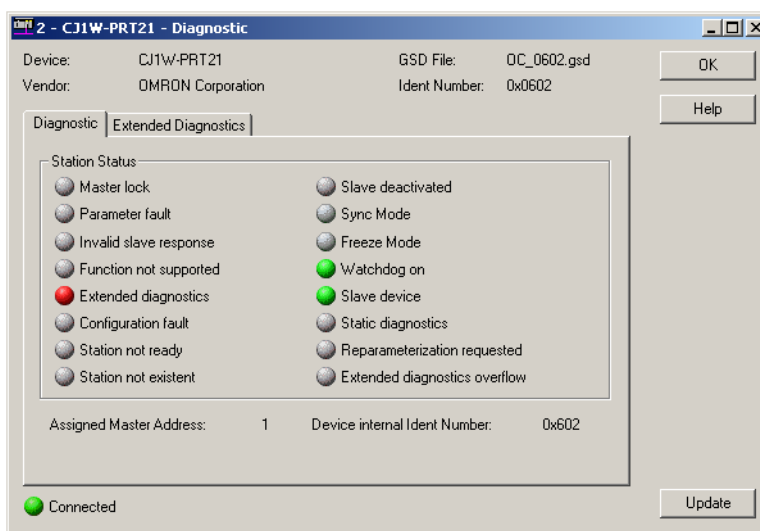 2 - CJ1W-PRT21 - Diagnostic
Device: CJ1W-PRT21 GSD File: OC_0602.gsd OK
Vendor: OMRON Corporation Ident Number: 0x0602
Help
Diagnostic Extended Diagnostics
Station Status
Master lock Slave deactivated
Parameter fault Sync Mode
Invalid slave response Freeze Mode
Function not supported Watchdog on
Extended diagnostics Slave device
Configuration fault Static diagnostics
Station not ready Reparameterization requested
Station not existent Extended diagnostics overflow
Assigned Master Address: 1 Device internal Ident Number: 0x602
Connected Update